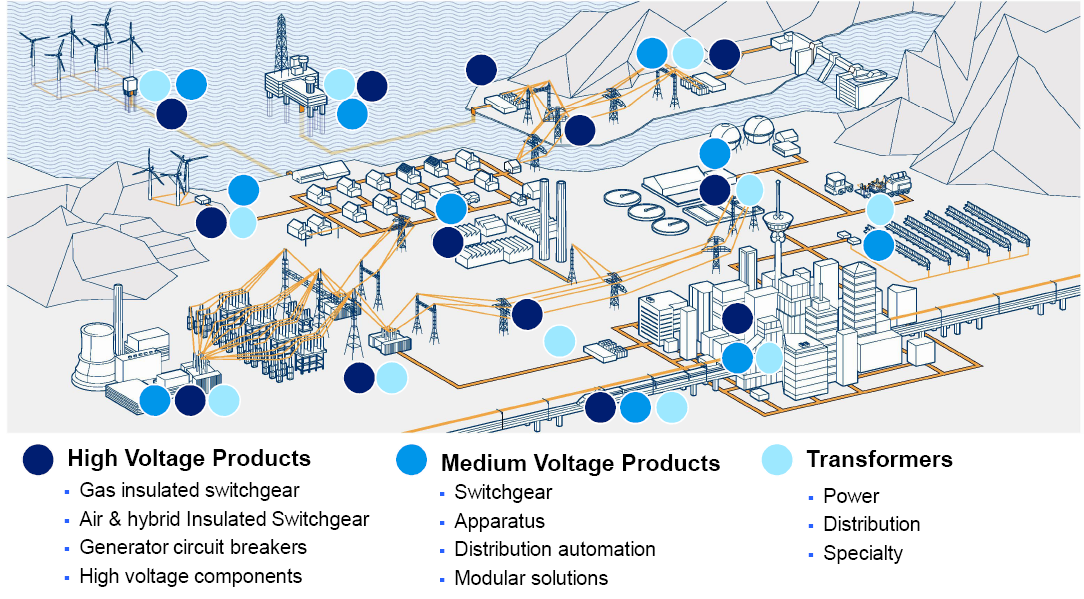 High Voltage Products
Gas insulated switchgear
Air & hybrid Insulated Switchgear
Generator circuit breakers
High voltage components
Medium Voltage Products
Switchgear
Apparatus
Distribution automation
Modular solutions
Transformers
Power
Distribution
Specialty